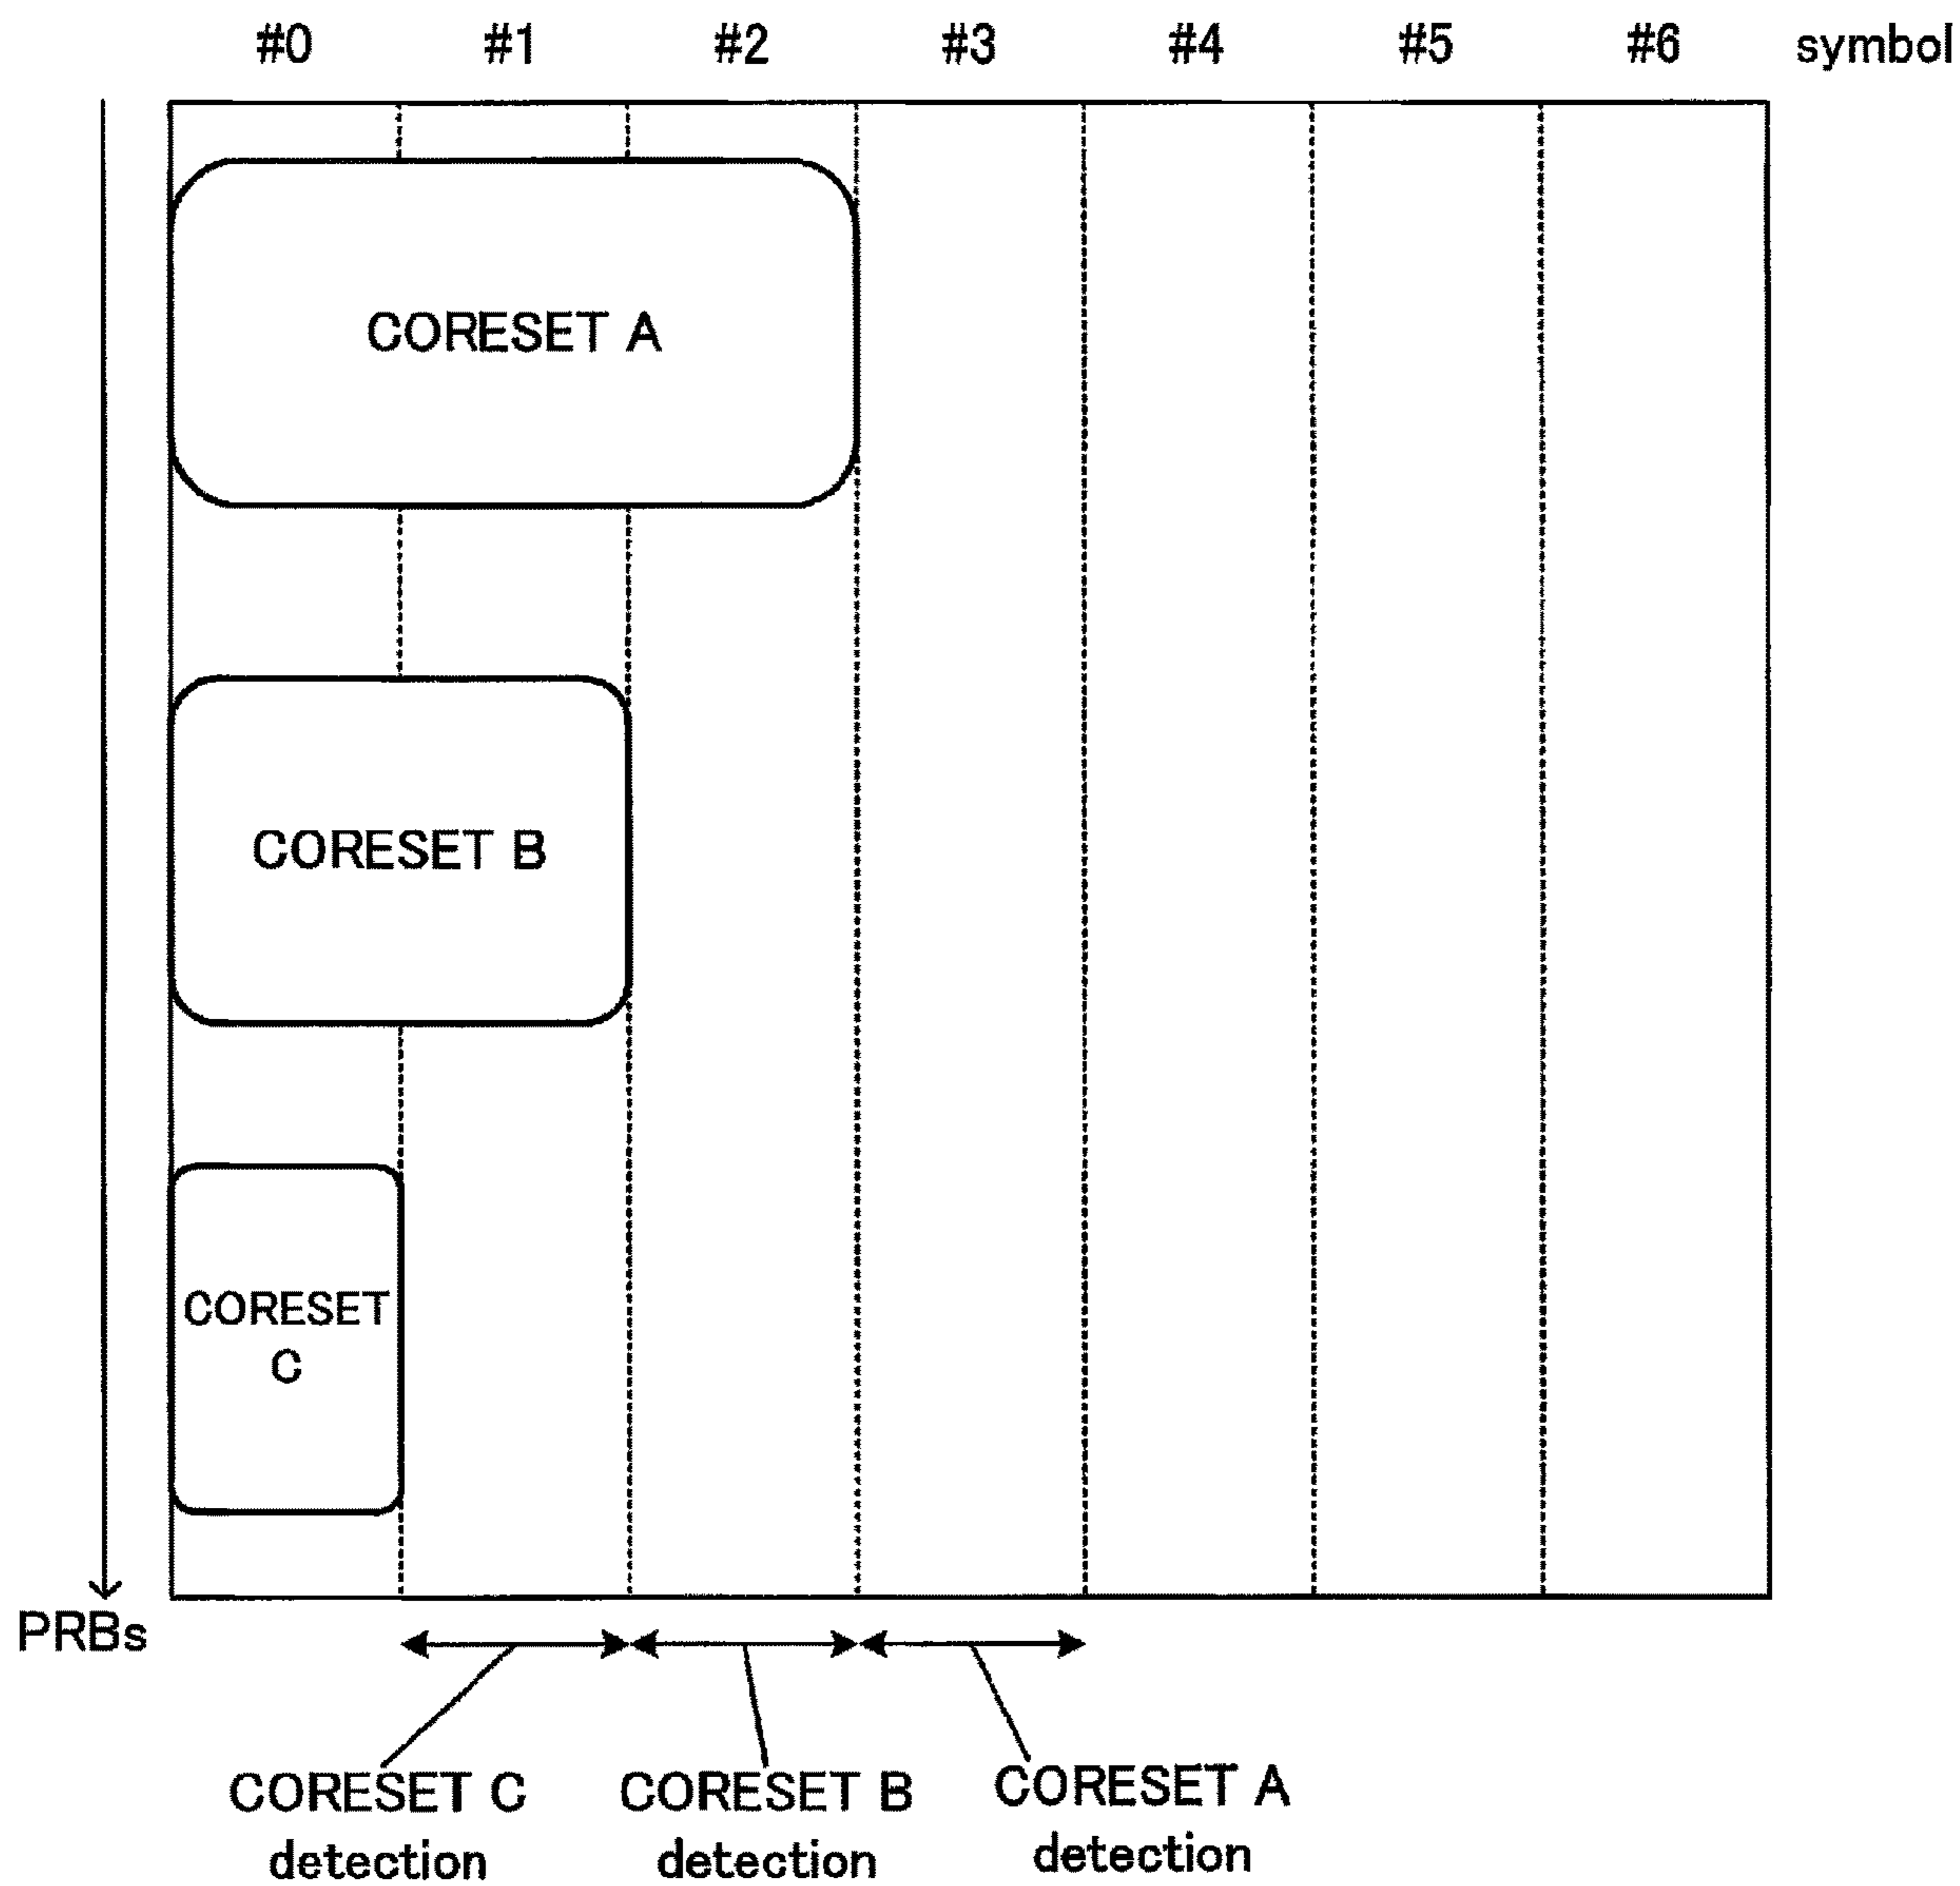 #0 #1 #2 #3 #4 #5 #6 symbol
CORESET A
CORESET B
CORESET
C
PRBs
CORESET C
detection
CORESET B
detection
CORESET A
detection